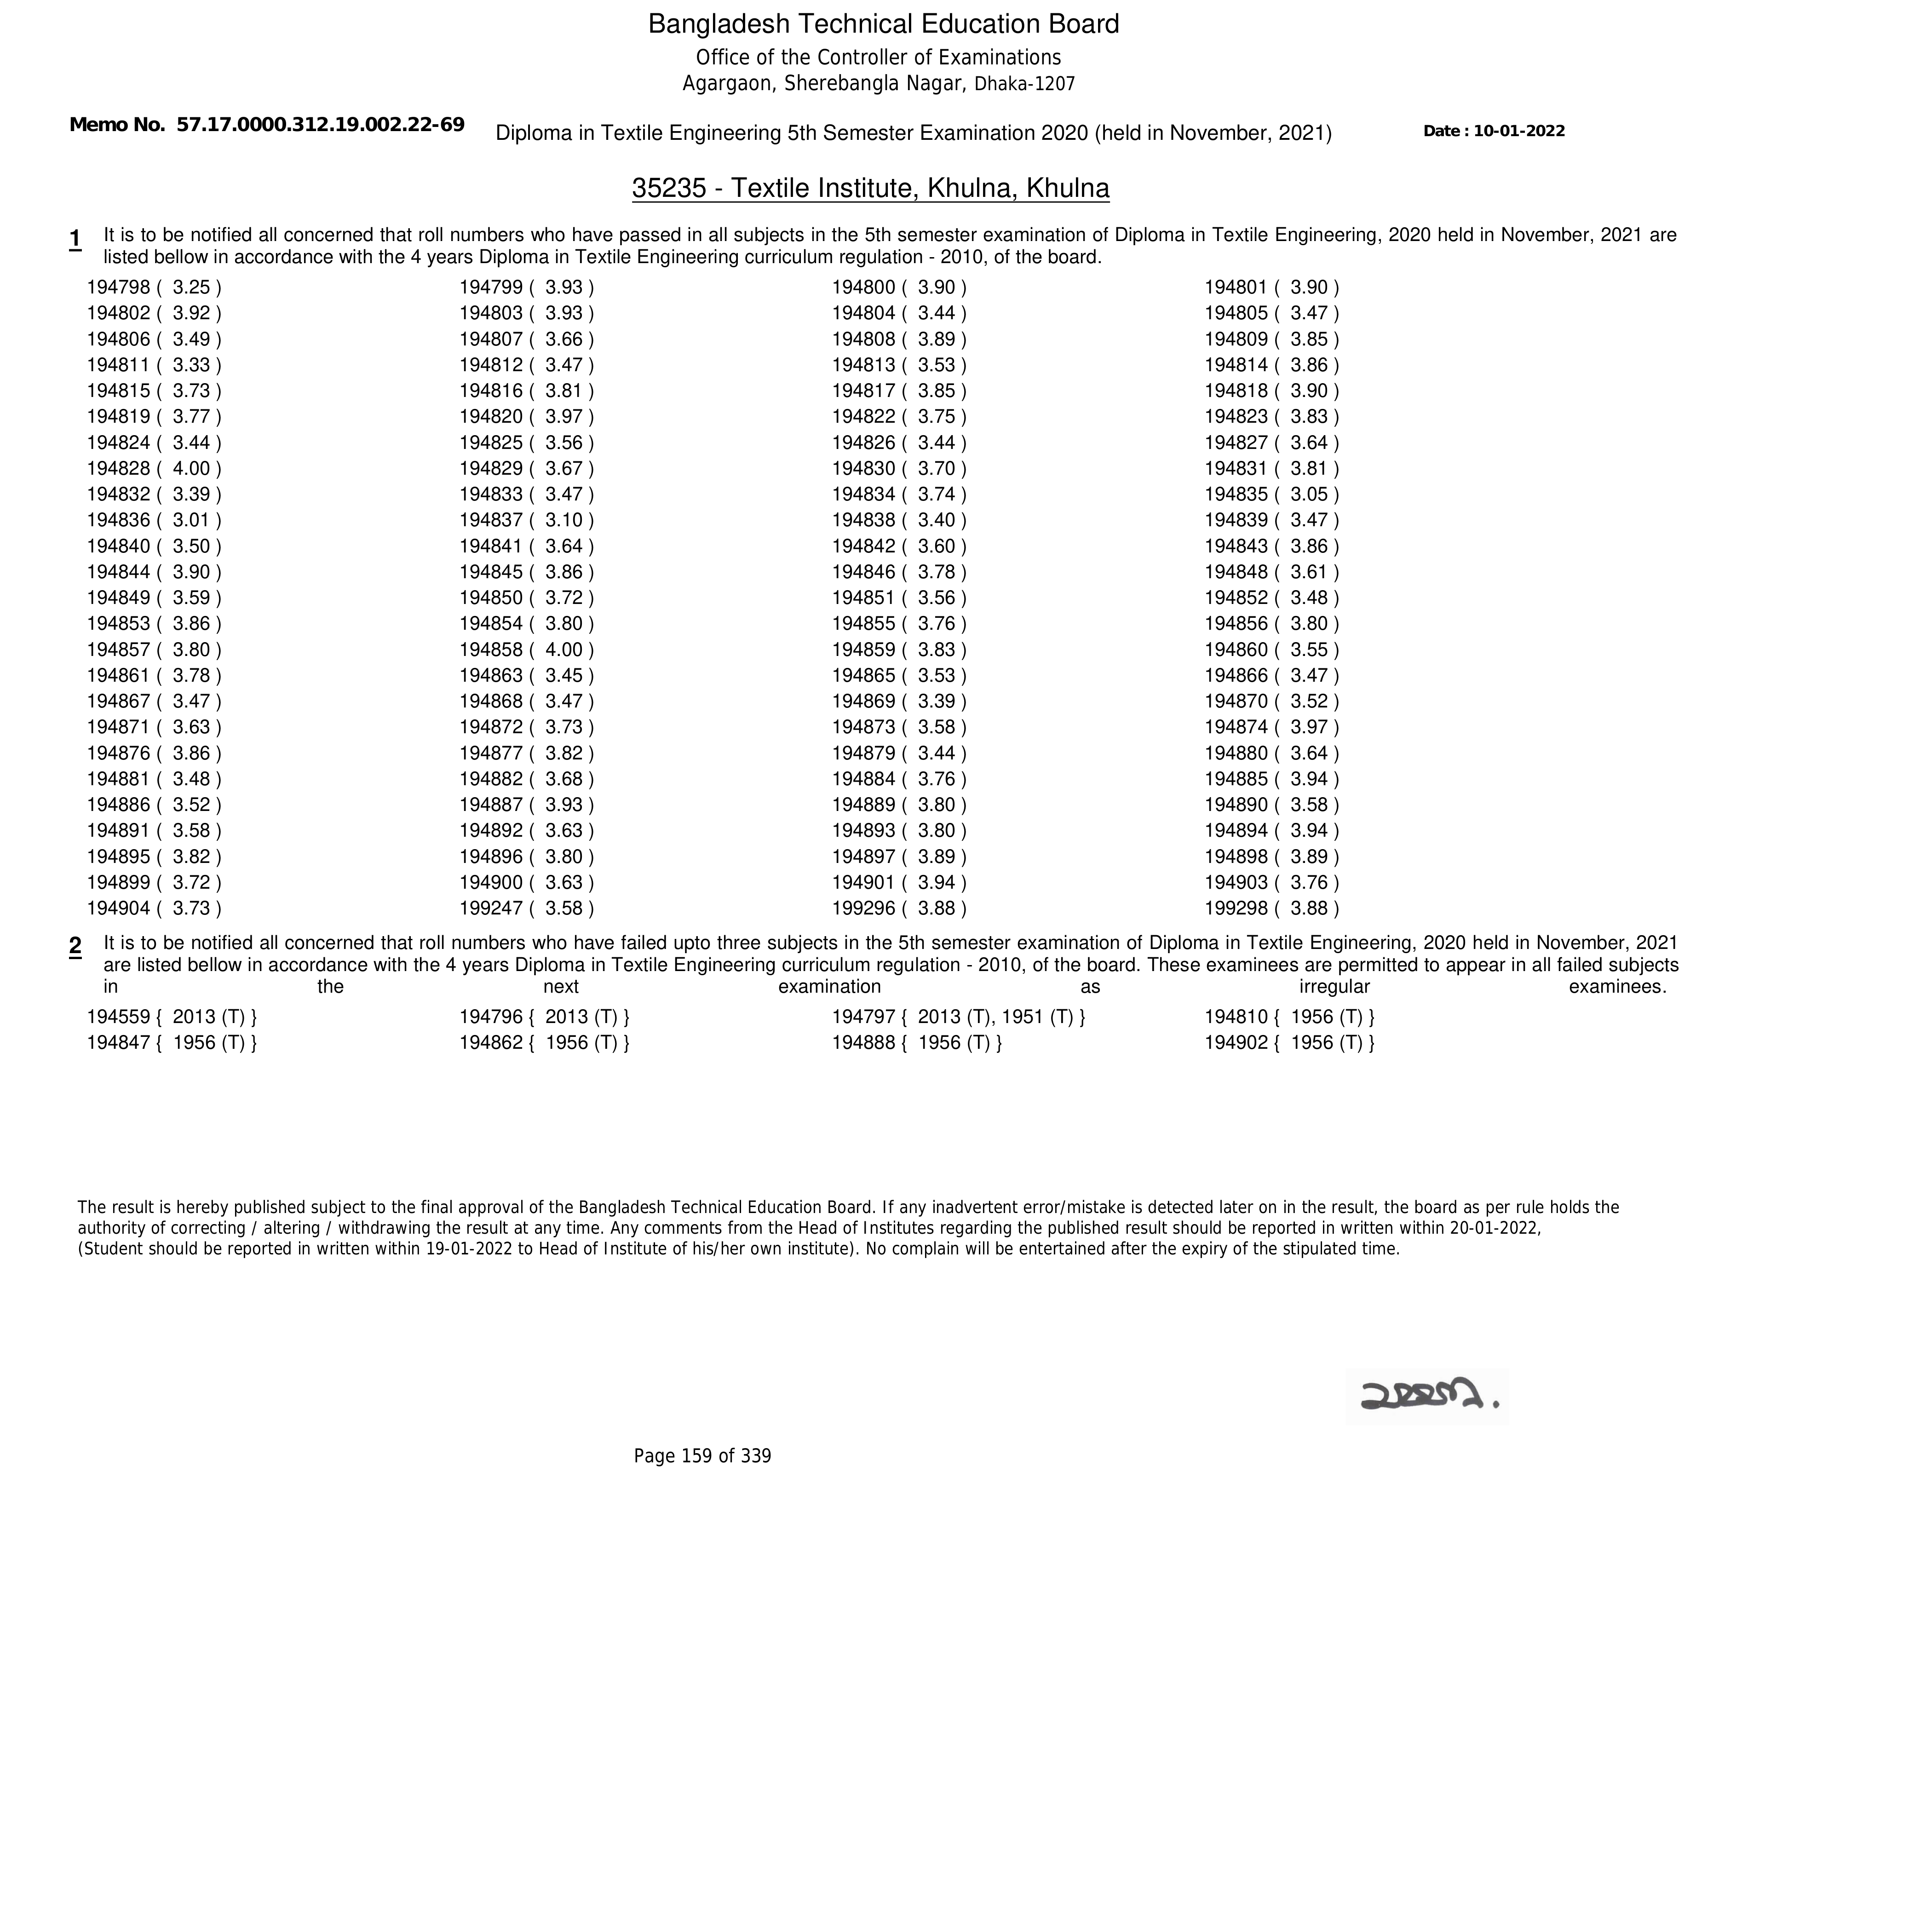 Bangladesh Technical Education Board
Office of the Controller of Examinations
Agargaon, Sherebangla Nagar, Dhaka-1207
Memo No. 57.17.0000.312.19.002.22-69 Diploma in Textile Engineering 5th Semester Examination 2020 (held in November, 2021) Date : 10-01-2022
35235 - Textile Institute, Khulna, Khulna
1 It is to be notified all concerned that roll numbers who have passed in all subjects in the 5th semester examination of Diploma in Textile Engineering, 2020 held in November, 2021 are
listed bellow in accordance with the 4 years Diploma in Textile Engineering curriculum regulation - 2010, of the board.
194798 ( 3.25 ) 194799 ( 3.93 ) 194800 ( 3.90 ) 194801 ( 3.90 )
194802 ( 3.92 ) 194803 ( 3.93 ) 194804 ( 3.44 ) 194805 ( 3.47 )
194806 ( 3.49 ) 194807 ( 3.66 ) 194808 ( 3.89 ) 194809 ( 3.85 )
194811 ( 3.33 ) 194812 ( 3.47 ) 194813 ( 3.53 ) 194814 ( 3.86 )
194815 ( 3.73 ) 194816 ( 3.81 ) 194817 ( 3.85 ) 194818 ( 3.90 )
194819 ( 3.77 ) 194820 ( 3.97 ) 194822 ( 3.75 ) 194823 ( 3.83 )
194824 ( 3.44 ) 194825 ( 3.56 ) 194826 ( 3.44 ) 194827 ( 3.64 )
194828 ( 4.00 ) 194829 ( 3.67 ) 194830 ( 3.70 ) 194831 ( 3.81 )
194832 ( 3.39 ) 194833 ( 3.47 ) 194834 ( 3.74 ) 194835 ( 3.05 )
194836 ( 3.01 ) 194837 ( 3.10 ) 194838 ( 3.40 ) 194839 ( 3.47 )
194840 ( 3.50 ) 194841 ( 3.64 ) 194842 ( 3.60 ) 194843 ( 3.86 )
194844 ( 3.90 ) 194845 ( 3.86 ) 194846 ( 3.78 ) 194848 ( 3.61 )
194849 ( 3.59 ) 194850 ( 3.72 ) 194851 ( 3.56 ) 194852 ( 3.48 )
194853 ( 3.86 ) 194854 ( 3.80 ) 194855 ( 3.76 ) 194856 ( 3.80 )
194857 ( 3.80 ) 194858 ( 4.00 ) 194859 ( 3.83 ) 194860 ( 3.55 )
194861 ( 3.78 ) 194863 ( 3.45 ) 194865 ( 3.53 ) 194866 ( 3.47 )
194867 ( 3.47 ) 194868 ( 3.47 ) 194869 ( 3.39 ) 194870 ( 3.52 )
194871 ( 3.63 ) 194872 ( 3.73 ) 194873 ( 3.58 ) 194874 ( 3.97 )
194876 ( 3.86 ) 194877 ( 3.82 ) 194879 ( 3.44 ) 194880 ( 3.64 )
194881 ( 3.48 ) 194882 ( 3.68 ) 194884 ( 3.76 ) 194885 ( 3.94 )
194886 ( 3.52 ) 194887 ( 3.93 ) 194889 ( 3.80 ) 194890 ( 3.58 )
194891 ( 3.58 ) 194892 ( 3.63 ) 194893 ( 3.80 ) 194894 ( 3.94 )
194895 ( 3.82 ) 194896 ( 3.80 ) 194897 ( 3.89 ) 194898 ( 3.89 )
194899 ( 3.72 ) 194900 ( 3.63 ) 194901 ( 3.94 ) 194903 ( 3.76 )
194904 ( 3.73 ) 199247 ( 3.58 ) 199296 ( 3.88 ) 199298 ( 3.88 )
2 It is to be notified all concerned that roll numbers who have failed upto three subjects in the 5th semester examination of Diploma in Textile Engineering, 2020 held in November, 2021
are listed bellow in accordance with the 4 years Diploma in Textile Engineering curriculum regulation - 2010, of the board. These examinees are permitted to appear in all failed subjects
in the next examination as irregular examinees.
194559 { 2013 (T) } 194796 { 2013 (T) } 194797 { 2013 (T), 1951 (T) } 194810 { 1956 (T) }
194847 { 1956 (T) } 194862 { 1956 (T) } 194888 { 1956 (T) } 194902 { 1956 (T) }
The result is hereby published subject to the final approval of the Bangladesh Technical Education Board. If any inadvertent error/mistake is detected later on in the result, the board as per rule holds the
authority of correcting / altering / withdrawing the result at any time. Any comments from the Head of Institutes regarding the published result should be reported in written within 20-01-2022,
(Student should be reported in written within 19-01-2022 to Head of Institute of his/her own institute). No complain will be entertained after the expiry of the stipulated time.
Page 159 of 339